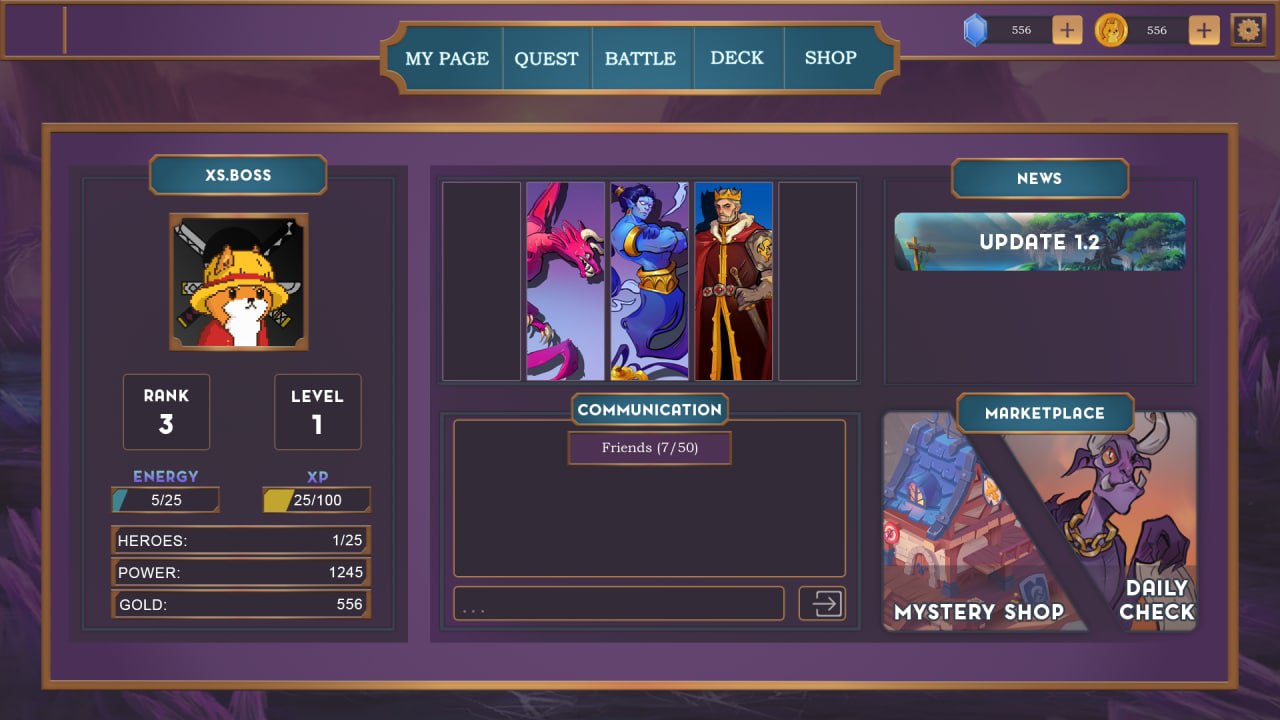 556
556
MY PAGE
QUEST
BATTLE
DECK
SHOP
XS.BOSS
RANK
3
LEVEL
1
ENERGY
5/25
XP
25/100
HEROES: 1/25
POWER: 1245
GOLD: 556
COMMUNICATION
Friends (7/50)
...
NEWS
UPDATE 1.2
MARKETPLACE
MYSTERY SHOP
DAILY
CHECK